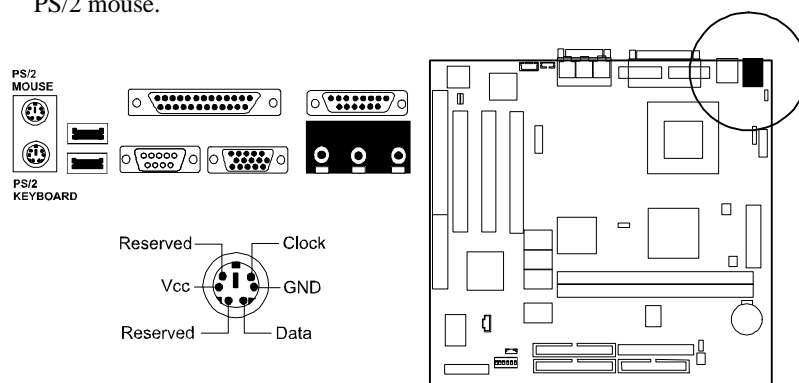 PS/2 mouse.
PS/2
MOUSE
PS/2
KEYBOARD
Reserved
Clock
Vcc
GND
Reserved
Data